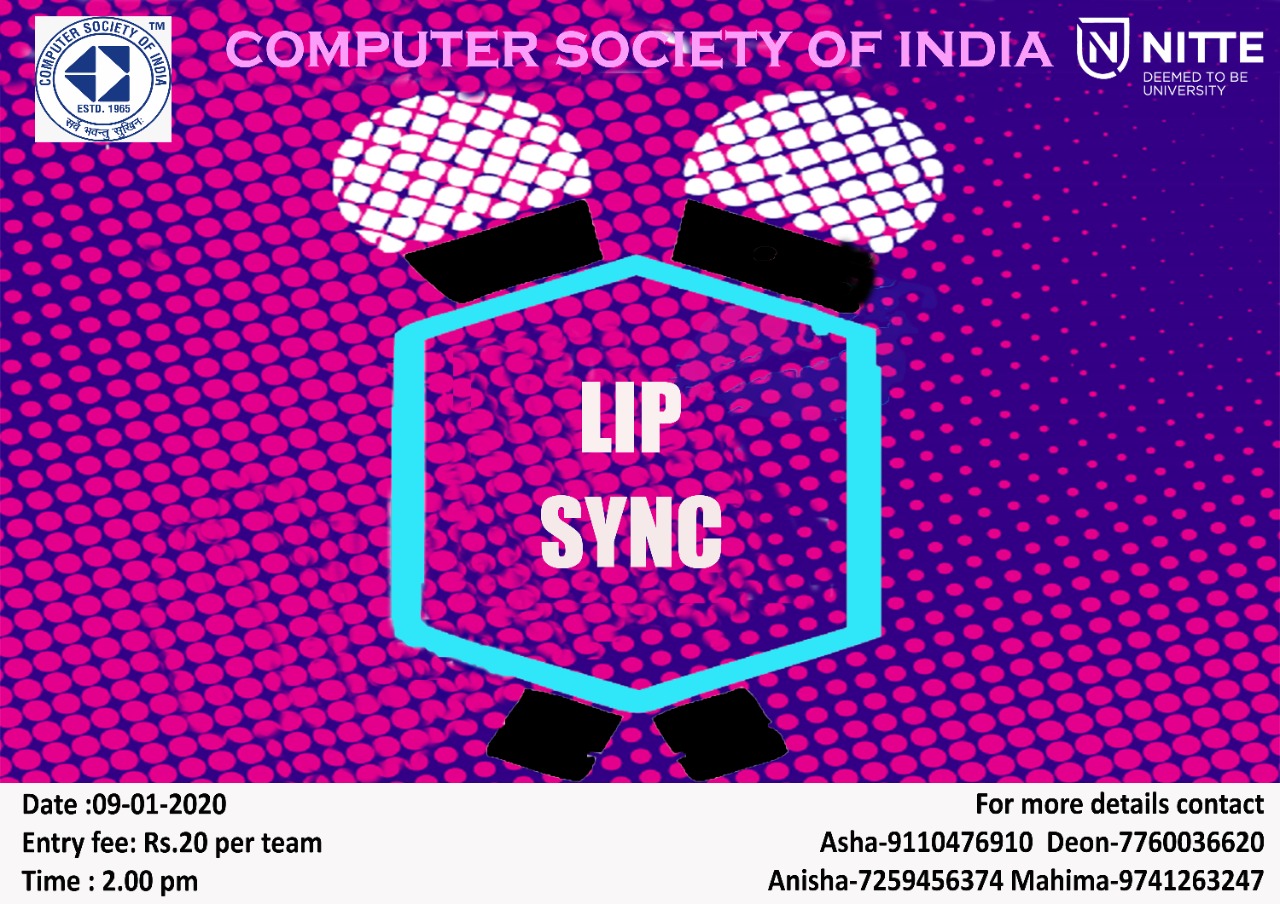 COMPUTER SOCIETY OF INDIA
TM
ESTD. 1965
सर्वे भवन्तु सुखिनः
COMPUTER SOCIETY OF INDIA
NITTE
DEEMED TO BE
UNIVERSITY
LIP
SYNC
Date :09-01-2020
Entry fee: Rs.20 per team
Time : 2.00 pm
For more details contact
Asha-9110476910 Deon-7760036620
Anisha-7259456374 Mahima-9741263247